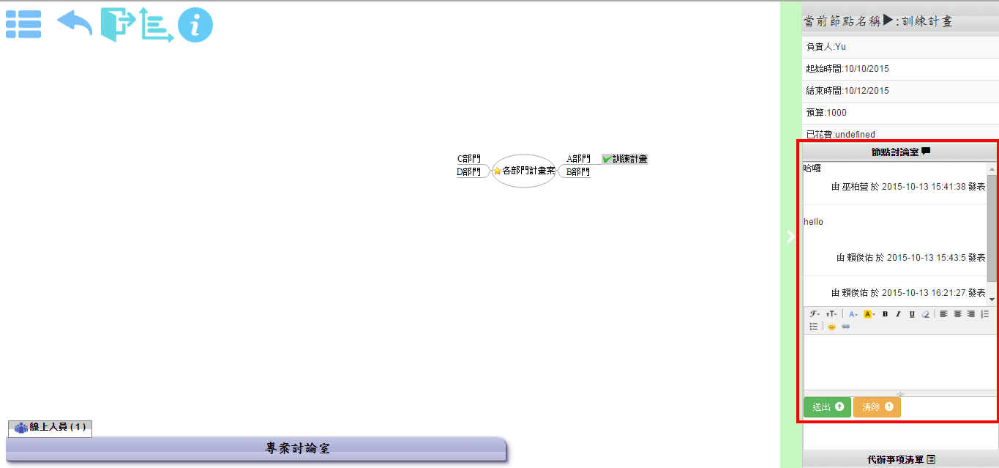 當前節點名稱▶:訓練計畫
負責人:Yu
起始時間:10/10/2015
結束時間:10/12/2015
預算:1000
已花費:undefined
節點討論室
哈囉
由 巫柏萱 於 2015-10-13 15:41:38 發表
hello
由 賴俊佑 於 2015-10-13 15:43:5 發表
由 賴俊佑 於 2015-10-13 16:21:27 發表
送出 清除
代辦事項清單
C部門
D部門
各部門計畫案
A部門
B部門
訓練計畫
線上人員 ( 1 )
專案討論室